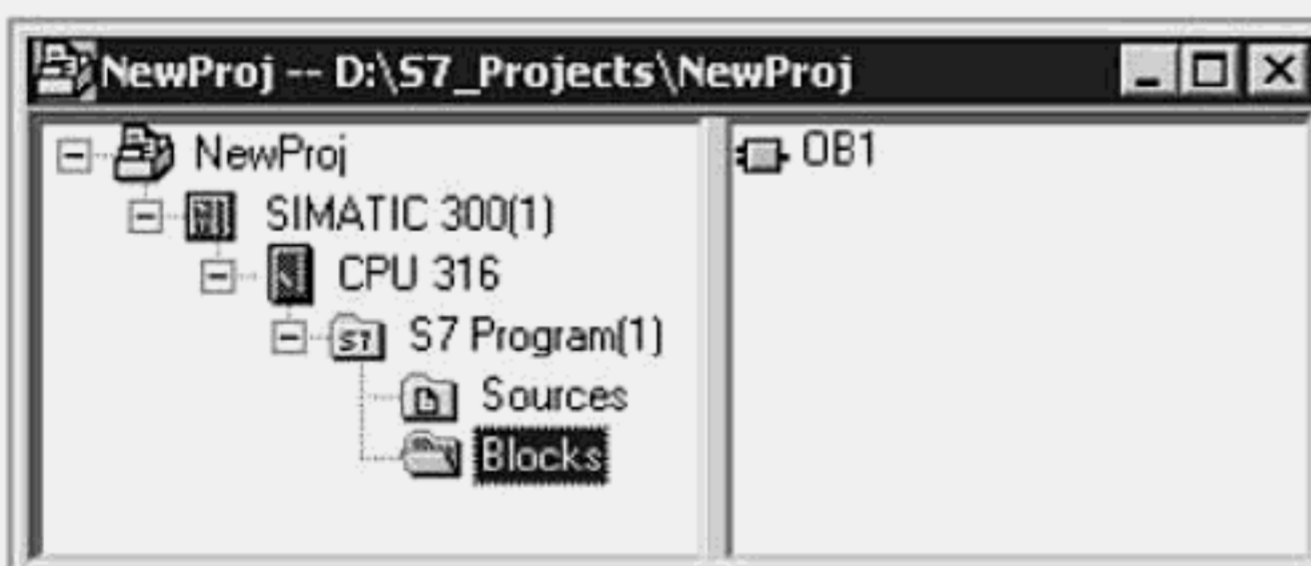 NewProj -- D:\S7_Projects\NewProj
NewProj
SIMATIC 300(1)
CPU 316
S7 Program(1)
Sources
Blocks
OB1